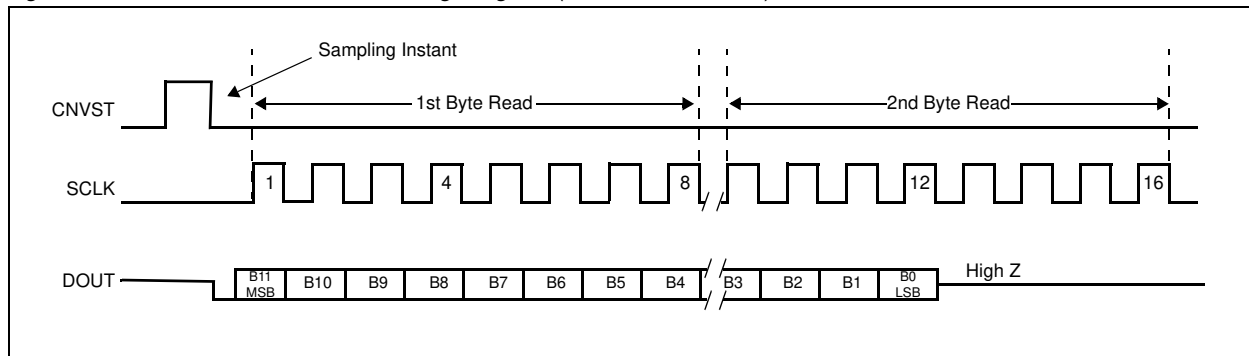 Sampling Instant
CNVST
1st Byte Read
2nd Byte Read
SCLK
1
4
8
12
16
DOUT
B11
MSB
B10
B9
B8
B7
B6
B5
B4
B3
B2
B1
B0
LSB
High Z